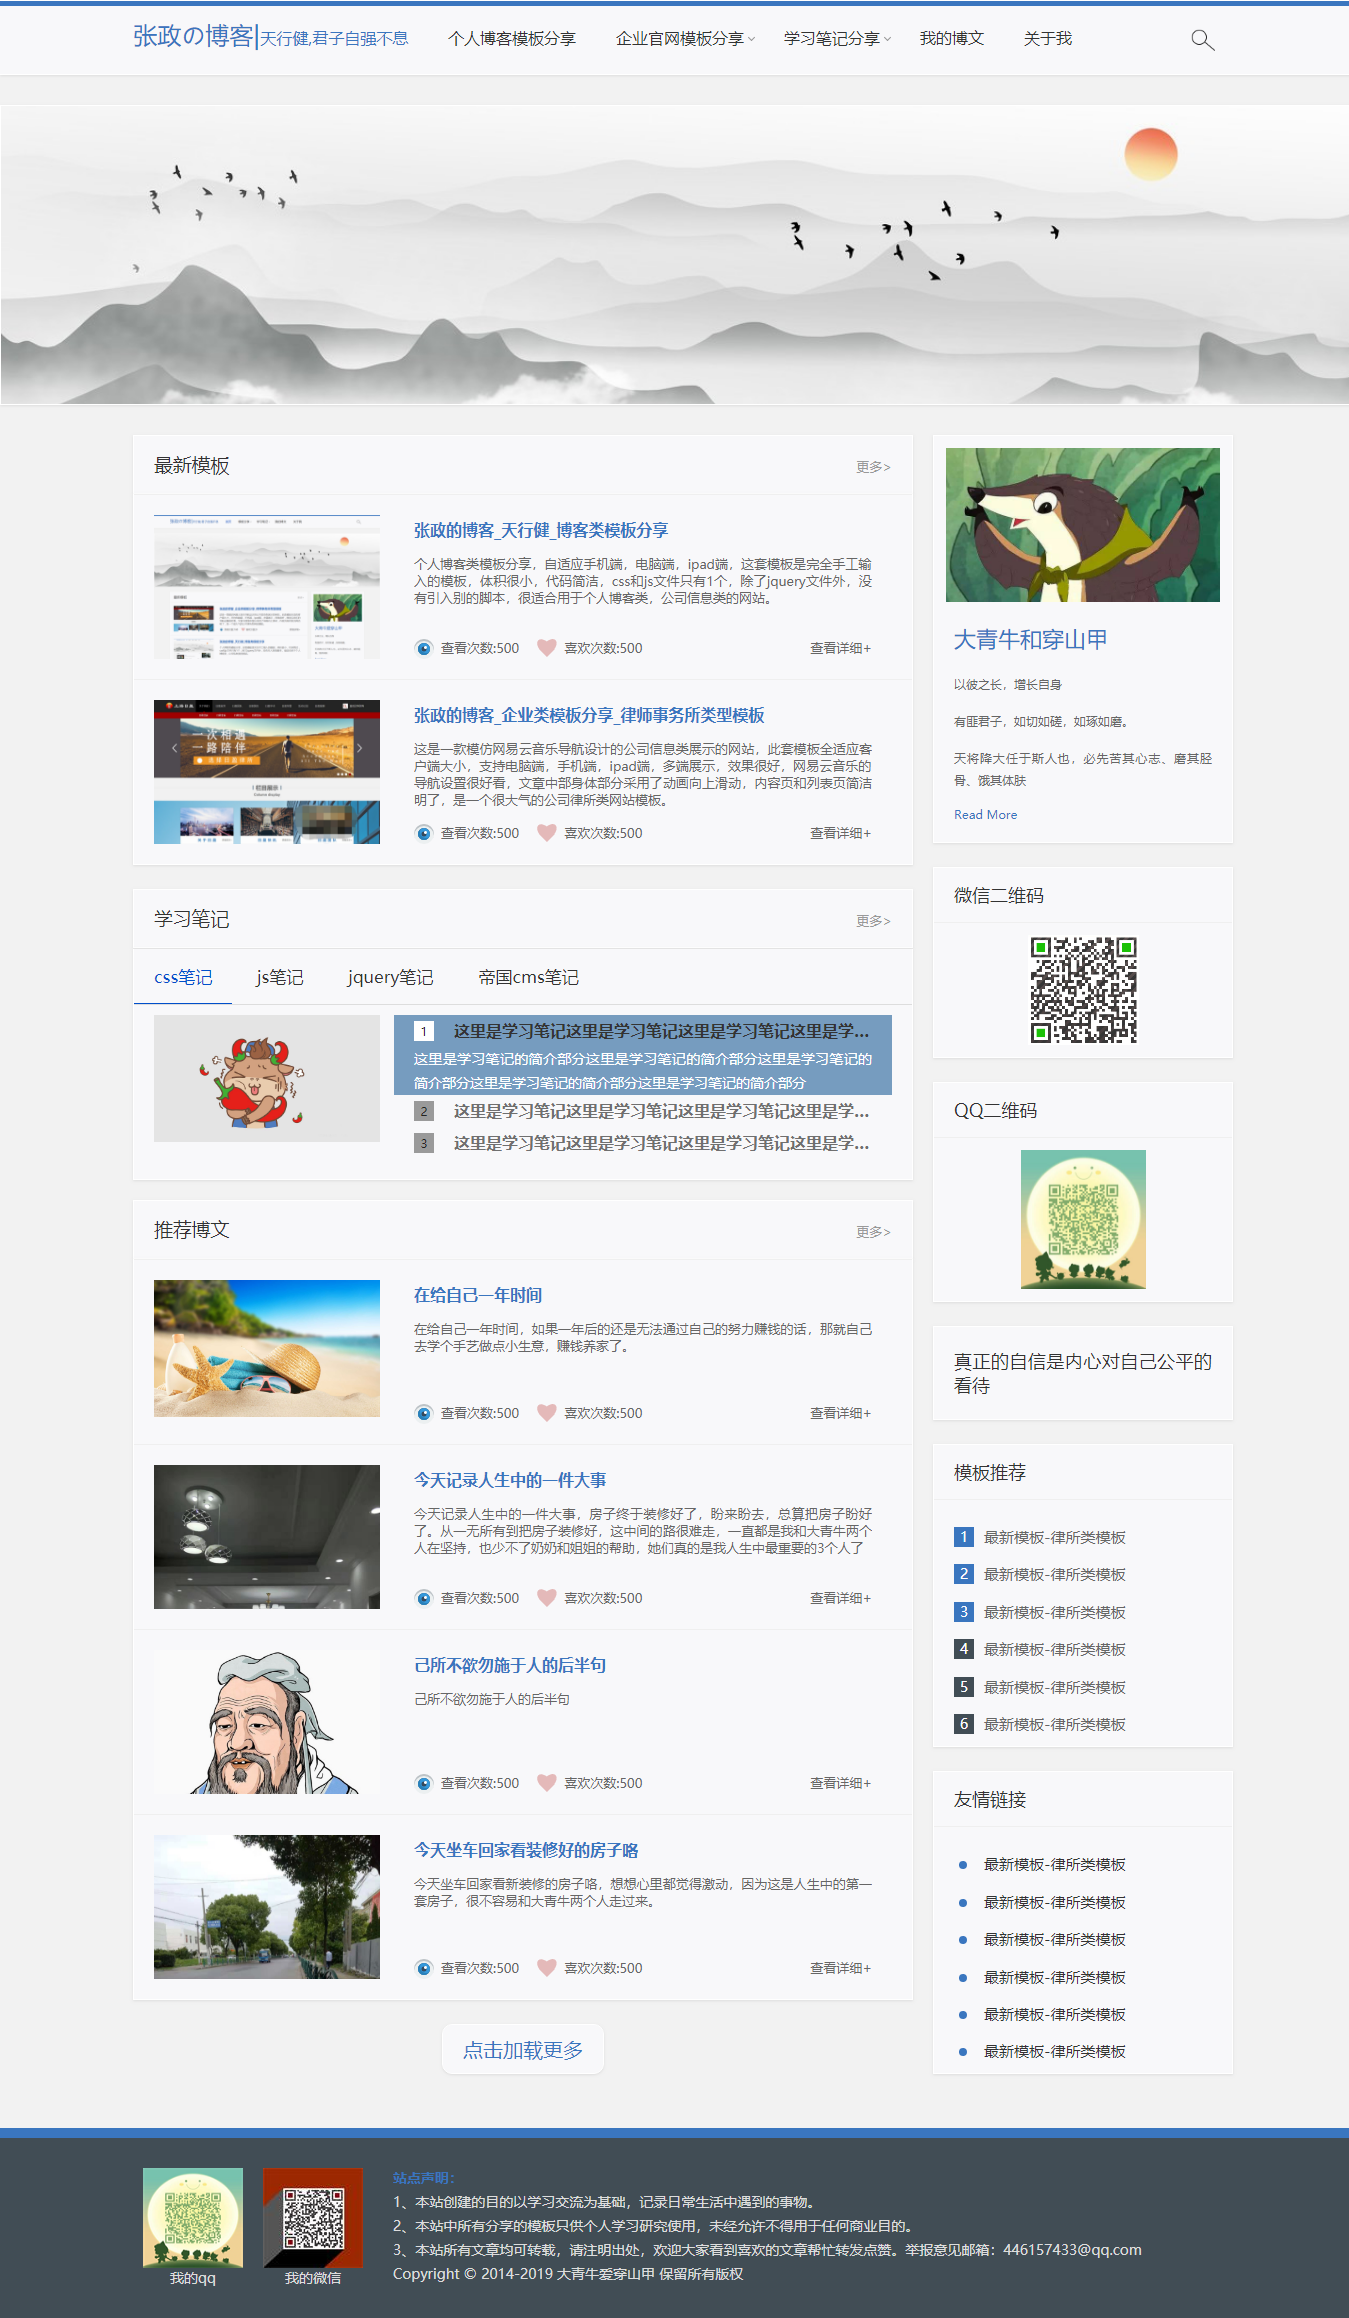 张政の博客|天行健,君子自强不息
个人博客模板分享
企业官网模板分享
学习笔记分享
我的博文
关于我
最新模板
更多>
张政的博客_天行健_博客类模板分享
个人博客类模板分享，自适应手机端，电脑端，ipad端，这套模板是完全手工输
入的模板，体积很小，代码简洁，css和js文件只有1个，除了jquery文件外，没
有引入别的脚本，很适合用于个人博客类，公司信息类的网站。
查看次数:500
喜欢次数:500
查看详细+
一次相遇
一路陪伴
张政的博客_企业类模板分享_律师事务所类型模板
这是一款模仿网易云音乐导航设计的公司信息类展示的网站，此套模板全适应客
户端大小，支持电脑端，手机端，ipad端，多端展示，效果很好，网易云音乐的
导航设置很好看，文章中部身体部分采用了动画向上滑动，内容页和列表页简洁
明了，是一个很大气的公司律所类网站模板。
查看次数:500
喜欢次数:500
查看详细+
学习笔记
更多>
css笔记
js笔记
jquery笔记
帝国cms笔记
1 这里是学习笔记这里是学习笔记这里是学习笔记这里是学...
这里是学习笔记的简介部分这里是学习笔记的简介部分这里是学习笔记的
简介部分这里是学习笔记的简介部分这里是学习笔记的简介部分
2 这里是学习笔记这里是学习笔记这里是学习笔记这里是学...
3 这里是学习笔记这里是学习笔记这里是学习笔记这里是学...
推荐博文
更多>
在给自己一年时间
在给自己一年时间，如果一年后的还是无法通过自己的努力赚钱的话，那就自己
去学个手艺做点小生意，赚钱养家了。
查看次数:500
喜欢次数:500
查看详细+
今天记录人生中的一件大事
今天记录人生中的一件大事，房子终于装修好了，盼来盼去，总算把房子盼好
了。从一无所有到把房子装修好，这中间的路很难走，一直都是我和大青牛两个
人在坚持，也少不了奶奶和姐姐的帮助，她们真的是我人生中最重要的3个人了
查看次数:500
喜欢次数:500
查看详细+
己所不欲勿施于人的后半句
己所不欲勿施于人的后半句
查看次数:500
喜欢次数:500
查看详细+
今天坐车回家看装修好的房子咯
今天坐车回家看新装修的房子咯，想想心里都觉得激动，因为这是人生中的第一
套房子，很不容易和大青牛两个人走过来。
查看次数:500
喜欢次数:500
查看详细+
点击加载更多
大青牛和穿山甲
以彼之长，增长自身
有匪君子，如切如磋，如琢如磨。
天将降大任于斯人也，必先苦其心志、磨其胫
骨、饿其体肤
Read More
微信二维码
QQ二维码
真正的自信是内心对自己公平的
看待
模板推荐
1 最新模板-律所类模板
2 最新模板-律所类模板
3 最新模板-律所类模板
4 最新模板-律所类模板
5 最新模板-律所类模板
6 最新模板-律所类模板
友情链接
最新模板-律所类模板
最新模板-律所类模板
最新模板-律所类模板
最新模板-律所类模板
最新模板-律所类模板
最新模板-律所类模板
我的qq
我的微信
站点声明：
1、本站创建的目的以学习交流为基础，记录日常生活中遇到的事物。
2、本站中所有分享的模板只供个人学习研究使用，未经允许不得用于任何商业目的。
3、本站所有文章均可转载，请注明出处，欢迎大家看到喜欢的文章帮忙转发点赞。举报意见邮箱：446157433@qq.com
Copyright © 2014-2019 大青牛爱穿山甲 保留所有版权